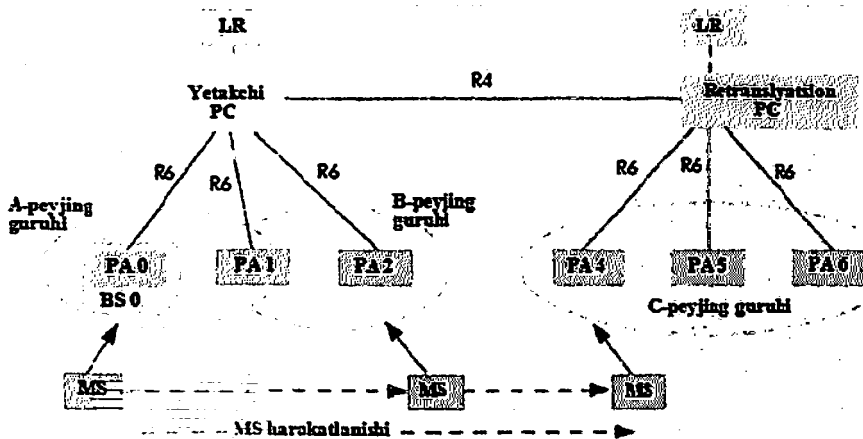 LR
LR
R4
Yetakchi
PC
Retranslyatsion
PC
R6
R6
R6
R6
R6
R6
A-peyjing
guruhi
B-peyjing
guruhi
PA 0
PA 1
PA 2
PA 4
PA 5
PA 6
BS 0
C-peyjing guruhi
MS
MS
MS
MS harakatlanishi